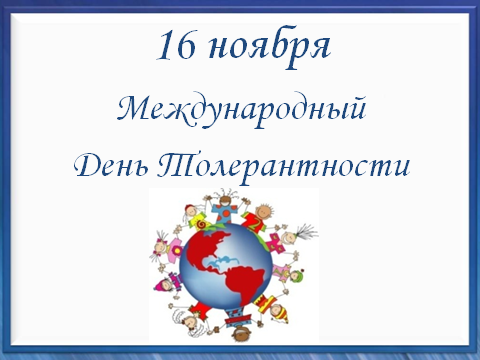 16 ноября
Международный
День Толерантности